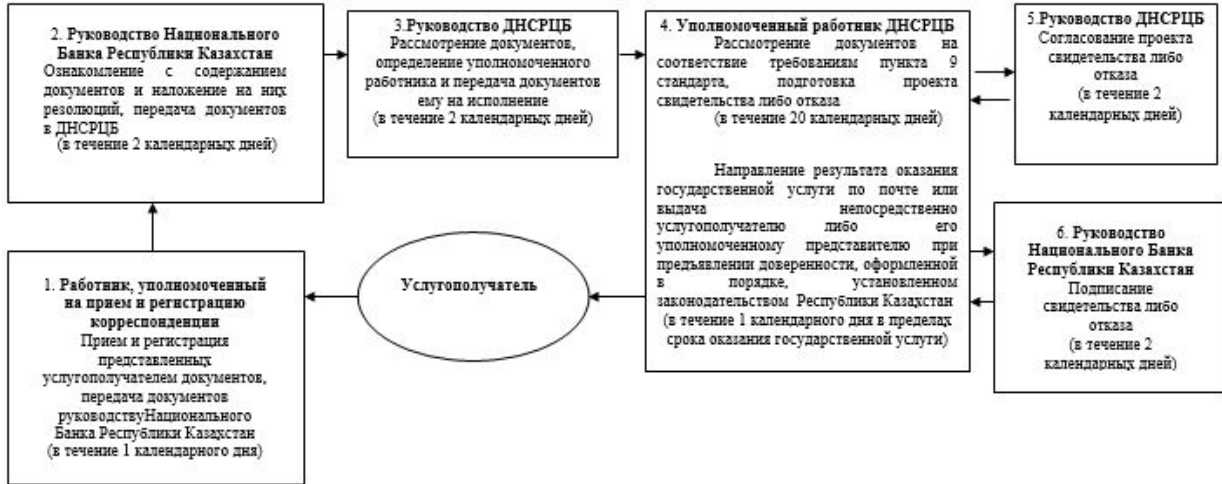 2. Руководство Национального
Банка Республики Казахстан
Ознакомление с содержанием
документов и наложение на них
резолюций, передача документов
в ДНСРЦБ
(в течение 2 календарных дней)
3.Руководство ДНСРЦБ
Рассмотрение документов,
определение уполномоченного
работника и передача документов
ему на исполнение
(в течение 2 календарных дней)
4. Уполномоченный работник ДНСРЦБ
Рассмотрение документов на
соответствие требованиям пункта 9
стандарта, подготовка проекта
свидетельства либо отказа
(в течение 20 календарных дней)
Направление результата оказания
государственной услуги по почте или
выдача непосредственно
услугополучателю либо его
уполномоченному представителю при
предъявлении доверенности, оформленной
в порядке, установленном
законодательством Республики Казахстан
(в течение 1 календарного дня в пределах
срока оказания государственной услуги)
5.Руководство ДНСРЦБ
Согласование проекта
свидетельства либо
отказа
(в течение 2
календарных дней)
6. Руководство
Национального Банка
Республики Казахстан
Подписание
свидетельства либо
отказа
(в течение 2
календарных дней)
Услугополучатель
1. Работник, уполномоченный
на прием и регистрацию
корреспонденции
Прием и регистрация
представленных
услугополучателем документов,
передача документов
руководствуНационального
Банка Республики Казахстан
(в течение 1 календарного дня)